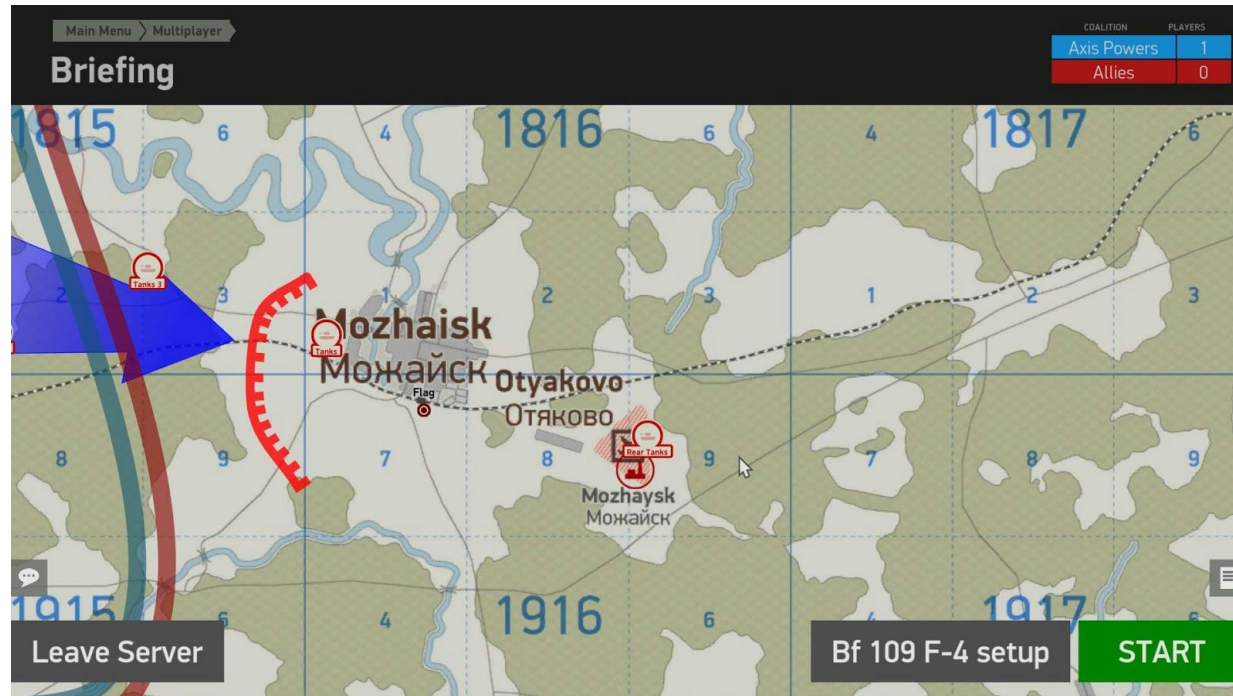 Main Menu
Multiplayer
Briefing
COALITION PLAYERS
Axis Powers 1
Allies 0
1815
6
4
1816
6
4
1817
6
Tanks 3
2
3
1
2
3
1
2
3
Mozhaisk
Tanks
Можайск
Otyakovo
Flag
Отяково
Rear Tanks
8
9
7
8
9
7
8
9
Mozhaysk
Можайск
1915
6
4
1916
6
4
1917
6
Leave Server
Bf 109 F-4 setup
START